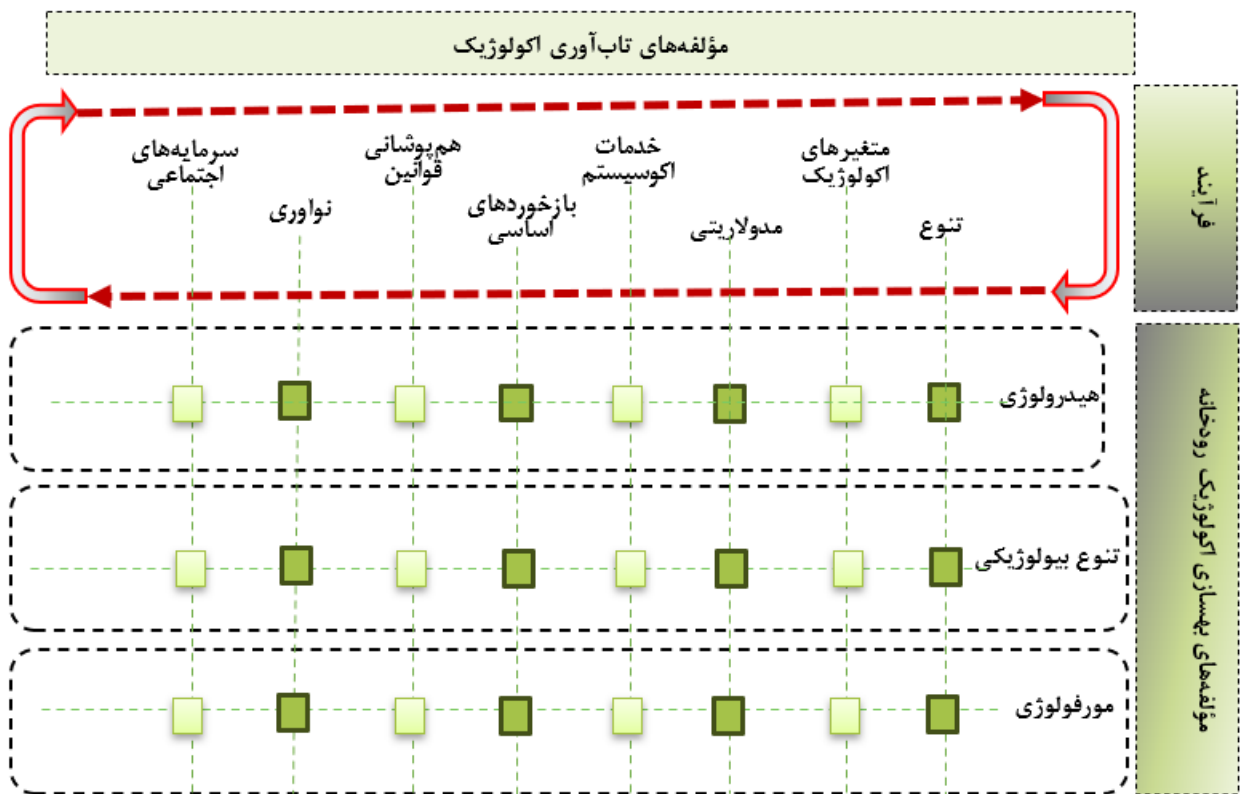 مؤلفه‌های تاب‌آوری اکولوژیک
فرآیند
متغیرهای
اکولوژیک
خدمات
اکوسیستم
هم‌پوشانی
قوانین
سرمایه‌های
اجتماعی
تنوع
مدولاریتی
بازخوردهای
اساسی
نواوری
مؤلفه‌های بهسازی اکولوژیک رودخانه
هیدرولوژی
تنوع بیولوژیکی
مورفولوژی